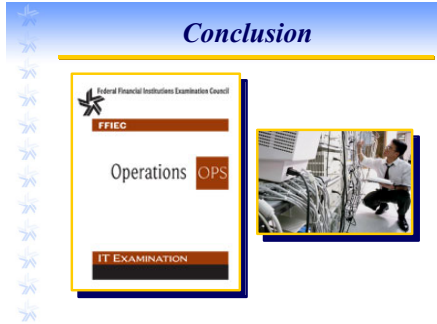 Conclusion
Federal Financial Institutions Examination Council
FFIEC
Operations OPS
IT EXAMINATION